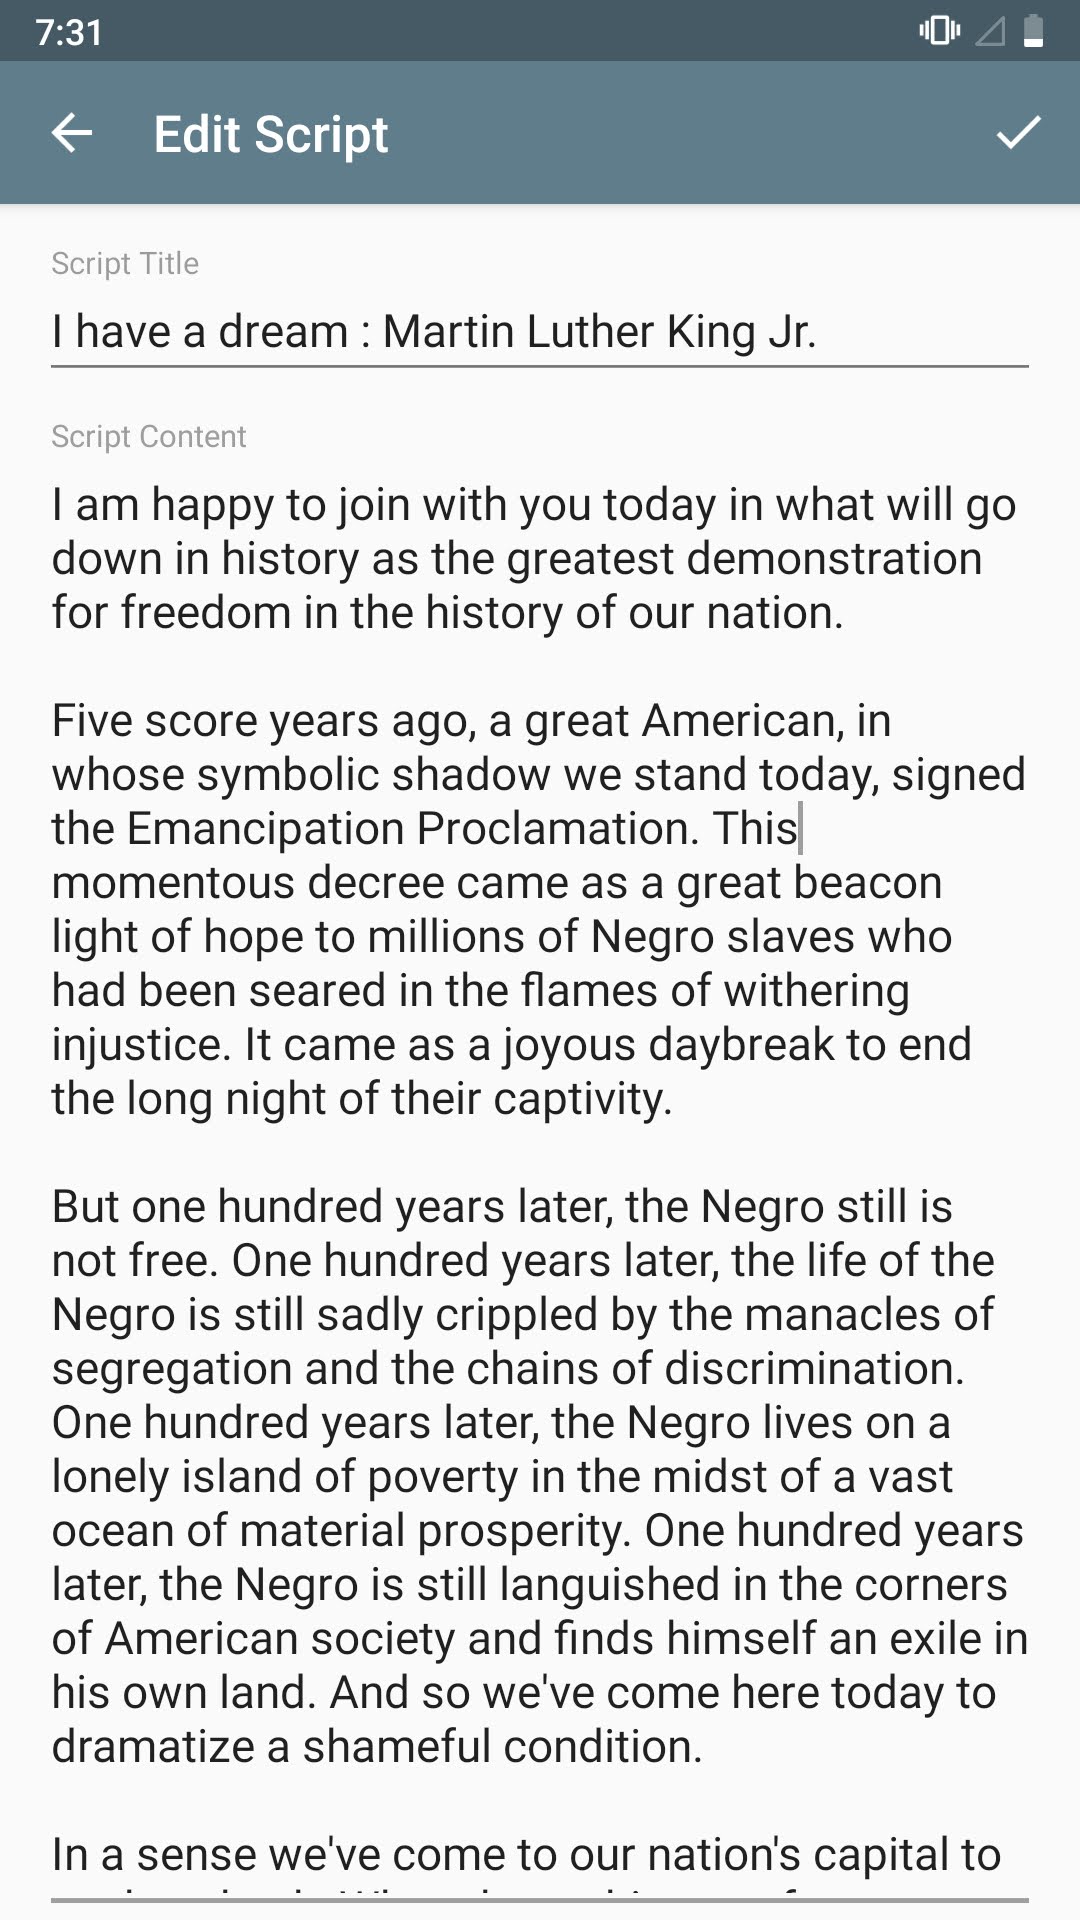 7:31
Edit Script
Script Title
I have a dream : Martin Luther King Jr.
Script Content
I am happy to join with you today in what will go
down in history as the greatest demonstration
for freedom in the history of our nation.
Five score years ago, a great American, in
whose symbolic shadow we stand today, signed
the Emancipation Proclamation. This
momentous decree came as a great beacon
light of hope to millions of Negro slaves who
had been seared in the flames of withering
injustice. It came as a joyous daybreak to end
the long night of their captivity.
But one hundred years later, the Negro still is
not free. One hundred years later, the life of the
Negro is still sadly crippled by the manacles of
segregation and the chains of discrimination.
One hundred years later, the Negro lives on a
lonely island of poverty in the midst of a vast
ocean of material prosperity. One hundred years
later, the Negro is still languished in the corners
of American society and finds himself an exile in
his own land. And so we've come here today to
dramatize a shameful condition.
In a sense we've come to our nation's capital to